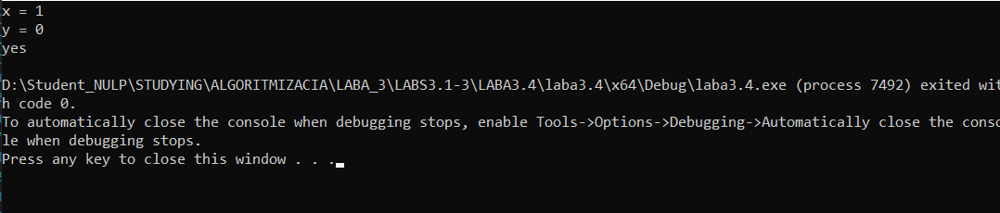 x = 1
y = 0
yes
D:\Student_NULP\STUDYING\ALGORITMIZACIA\LABA_3\LABS3.1-3\LABA3.4\laba3.4\x64\Debug\laba3.4.exe (process 7492) exited wit
h code 0.
To automatically close the console when debugging stops, enable Tools->Options->Debugging->Automatically close the conso
le when debugging stops.
Press any key to close this window . . .